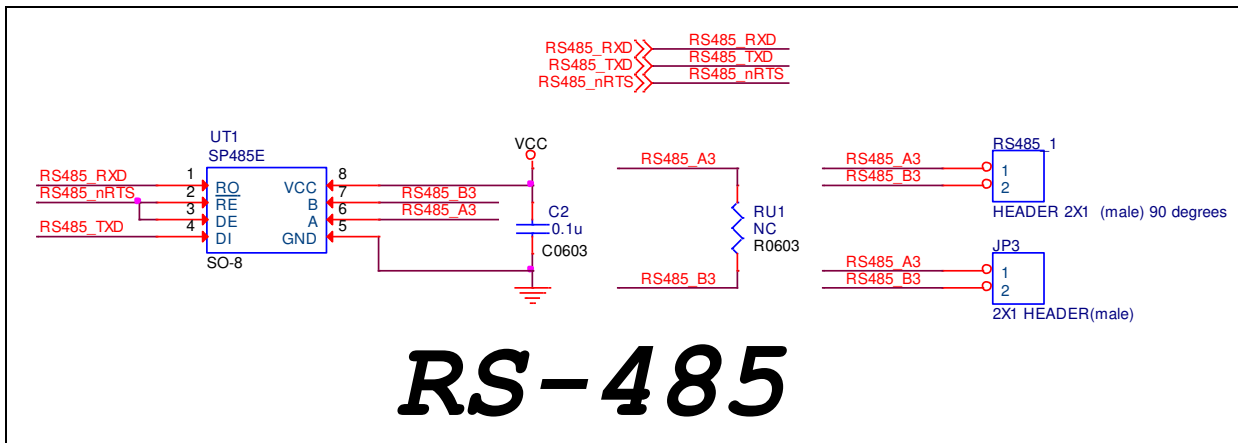 RS485_RXD RS485_RXD
RS485_TXD RS485_TXD
RS485_nRTS RS485_nRTS
UT1
SP485E
RS485_RXD 1 RO VCC 8
RS485_nRTS 2 RE B 7 RS485_B3
3 DE A 6 RS485_A3
RS485_TXD 4 DI GND 5
SO-8
VCC
C2
0.1u
C0603
RS485_A3
RU1
NC
R0603
RS485_B3
RS485_1
RS485_A3 1
RS485_B3 2
HEADER 2X1 (male) 90 degrees
JP3
RS485_A3 1
RS485_B3 2
2X1 HEADER(male)
RS-485